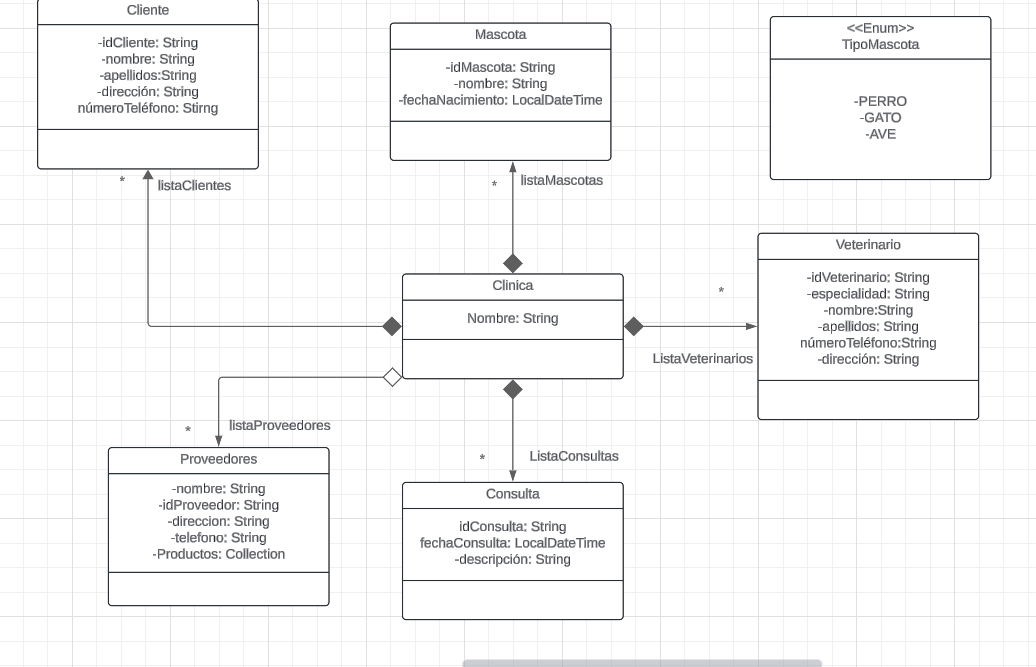 Cliente
-idCliente: String
-nombre: String
-apellidos:String
-dirección: String
númeroTeléfono: Stirng
*
listaClientes
Mascota
-idMascota: String
-nombre: String
-fechaNacimiento: LocalDateTime
*
listaMascotas
<<Enum>>
TipoMascota
-PERRO
-GATO
-AVE
Clinica
Nombre: String
*
ListaVeterinarios
Veterinario
-idVeterinario: String
-especialidad: String
-nombre:String
-apellidos: String
númeroTeléfono:String
-dirección: String
*
listaProveedores
Proveedores
-nombre: String
-idProveedor: String
-direccion: String
-telefono: String
-Productos: Collection
*
ListaConsultas
Consulta
idConsulta: String
fechaConsulta: LocalDateTime
-descripción: String